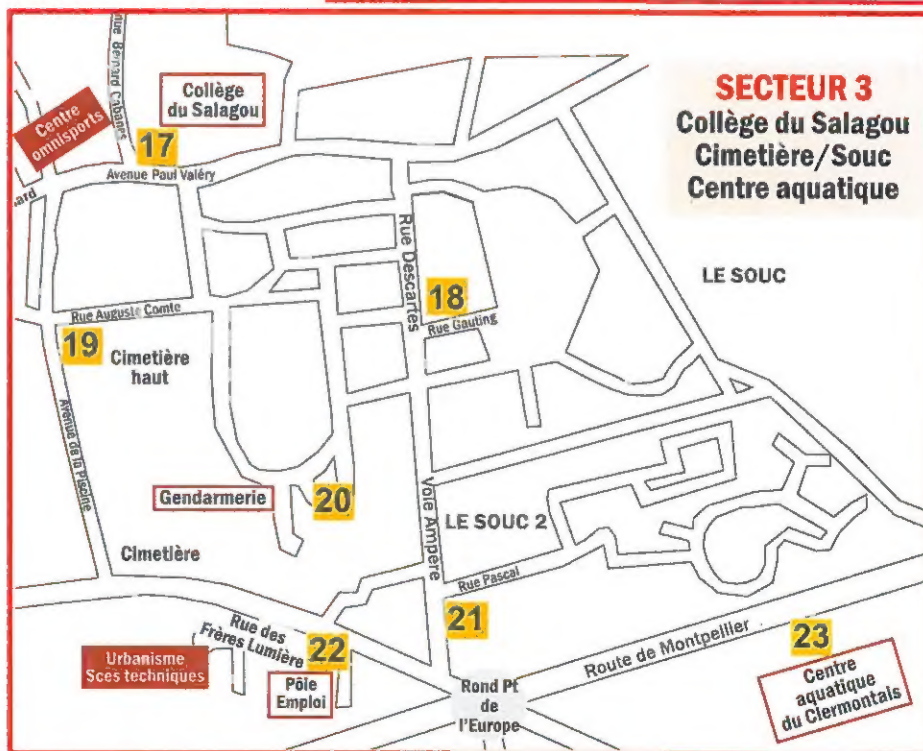 SECTEUR 3
Collège du Salagou
Cimetière/Souc
Centre aquatique
Bernard Cabanes
Collège
du Salagou
Centre
omnisports
17
Avenue Paul Valéry
Rue Descartes
LE SOUC
18
Rue Gauting
Rue Auguste Comte
19
Cimetière
haut
Avenue de la Piscine
Gendarmerie
20
Voie Ampère
LE SOUC 2
Cimetière
Rue Pascal
21
Rue des
Frères Lumière
22
Route de Montpellier
23
Urbanisme
Sces techniques
Pôle
Emploi
Rond Pt
de
l'Europe
Centre
aquatique
du Clermontais